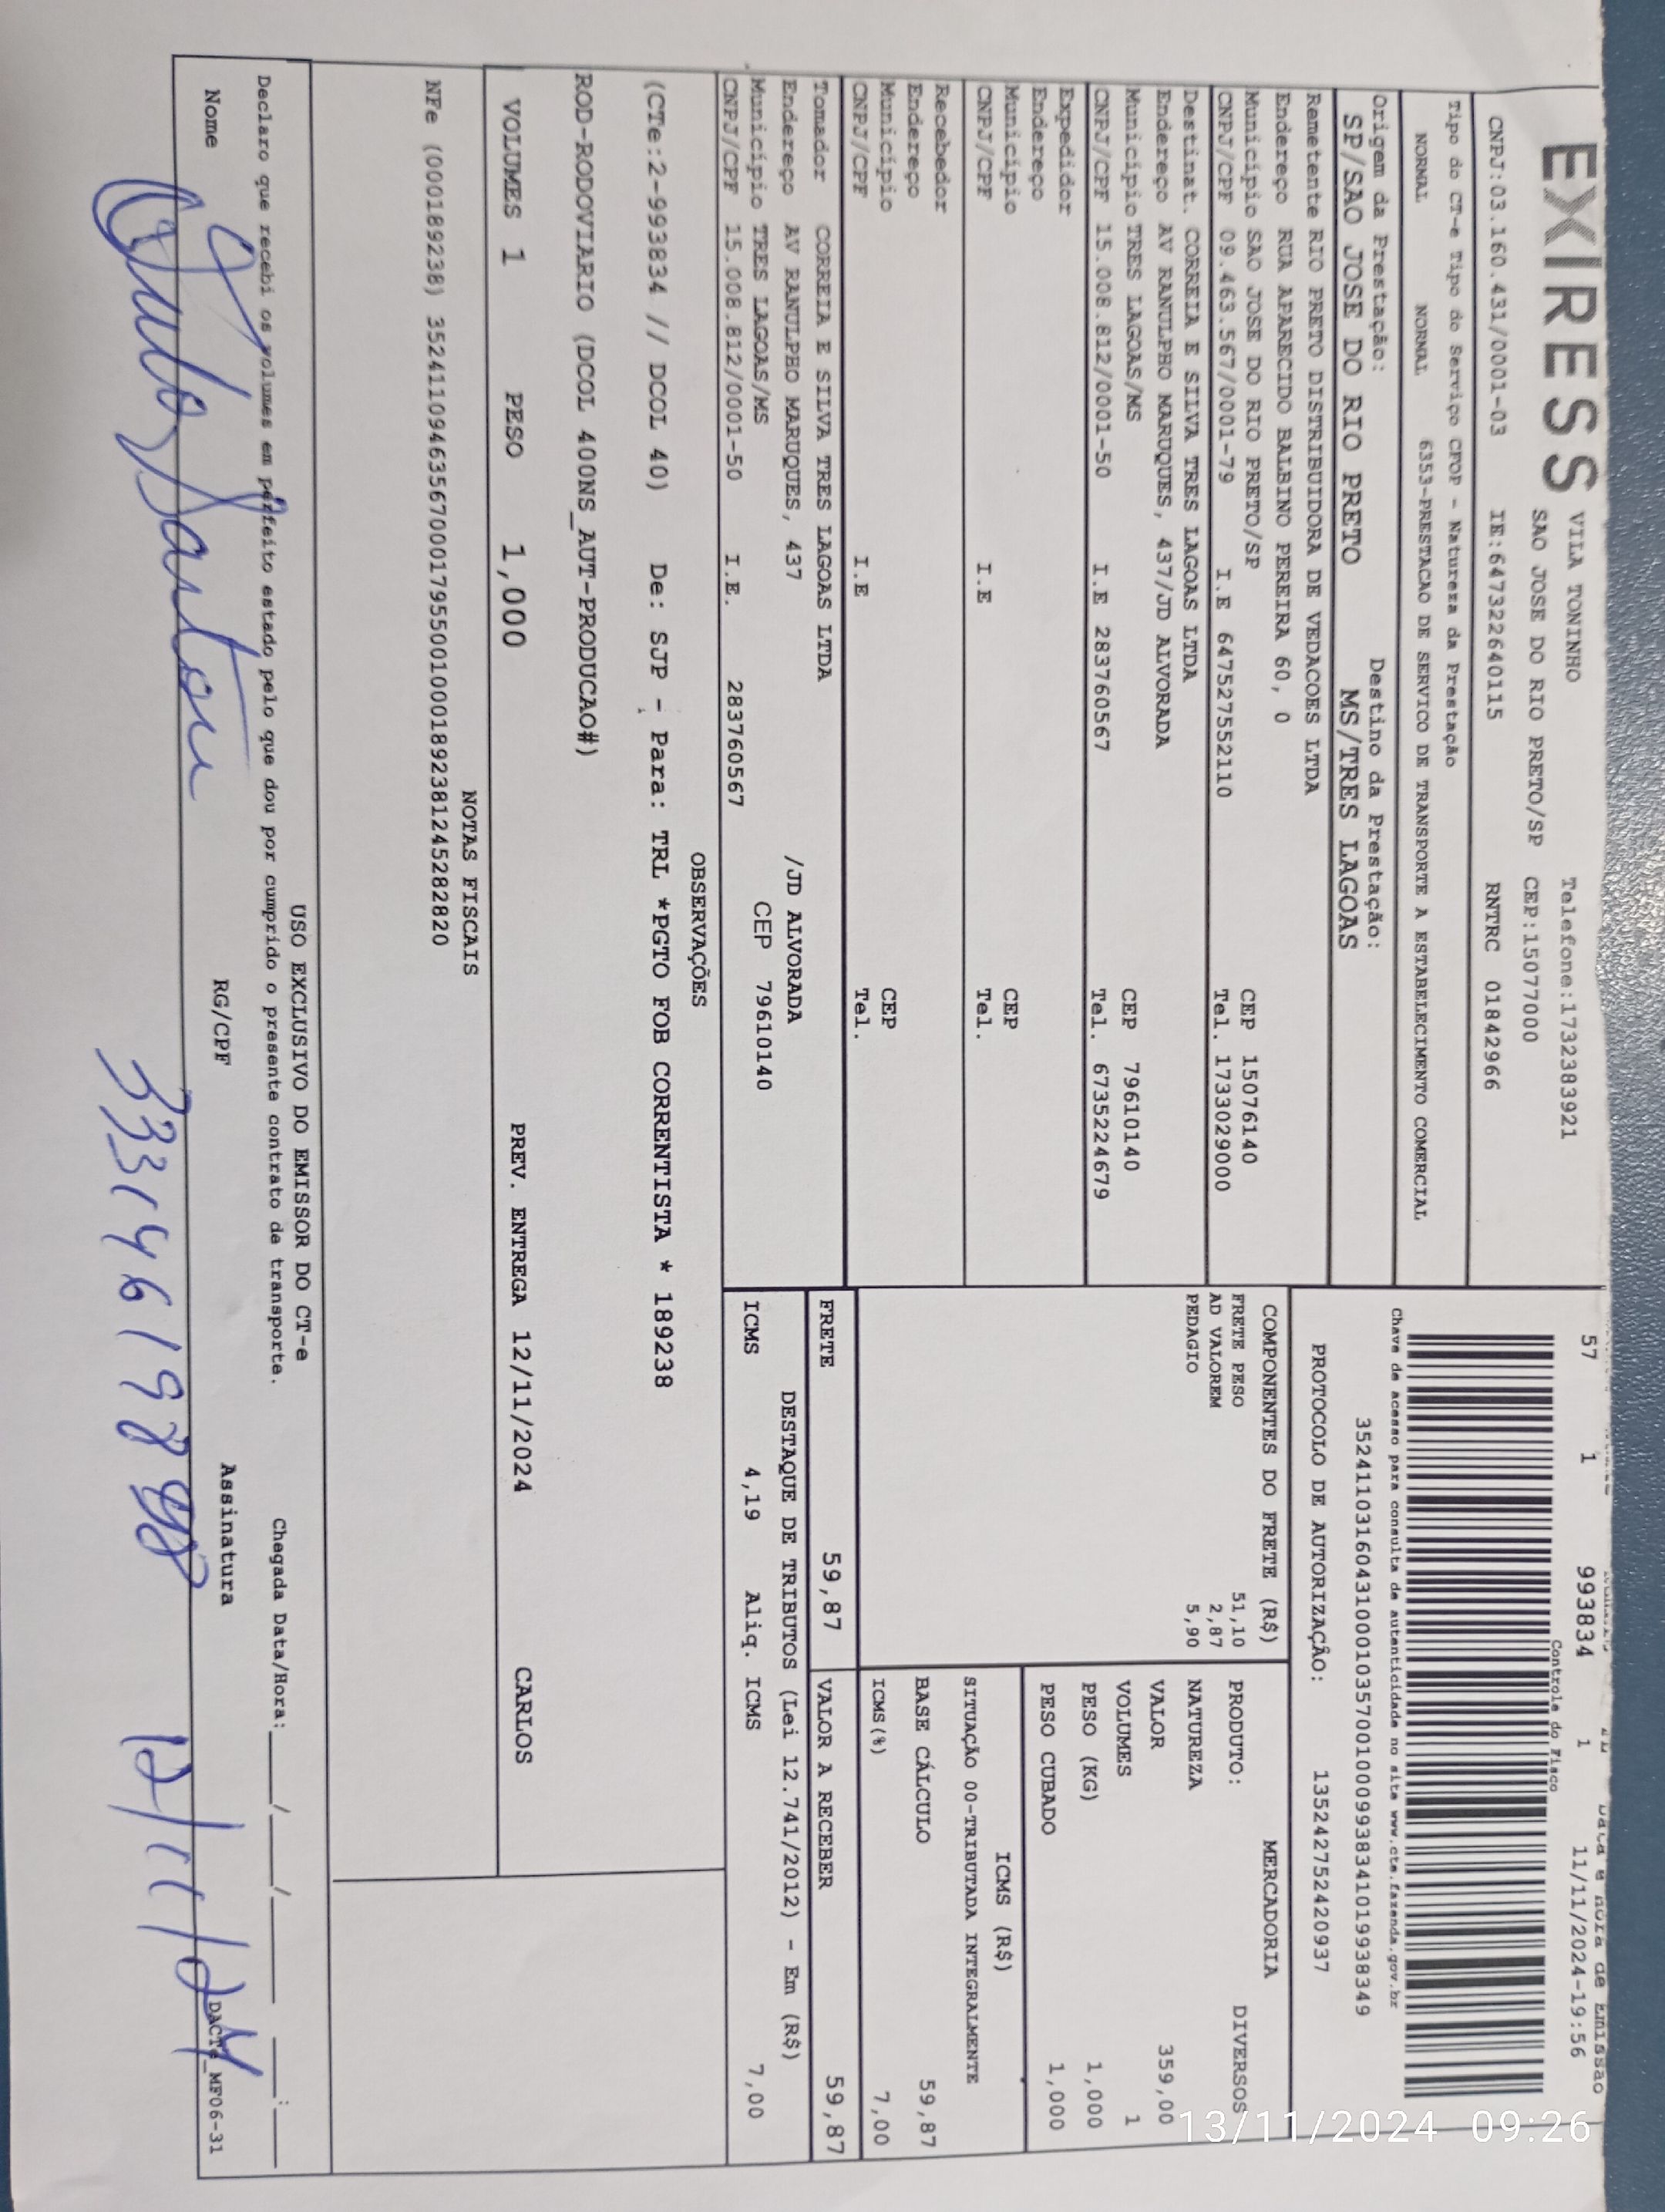 EXPRESS
VILA TONINHO Telefone:1732383921
SAO JOSE DO RIO PRETO/SP CEP:15077000
CNPJ:03.160.431/0001-03 IE:647322640115 RNTRC 01842966
Tipo do CT-e Tipo do Serviço CFOP - Natureza da Prestação
NORMAL NORMAL 6353-PRESTACAO DE SERVICO DE TRANSPORTE A ESTABELECIMENTO COMERCIAL
Data e Hora de Emissão
57 1 993834 1 11/11/2024-19:56
Controle do Fisco
Chave de acesso para consulta de autenticidade no site www.cte.fazenda.gov.br
35241103160431000103570010009938341019938349
PROTOCOLO DE AUTORIZAÇÃO: 135242752420937
Origem da Prestação: Destino da Prestação:
SP/SAO JOSE DO RIO PRETO MS/TRES LAGOAS
Remetente RIO PRETO DISTRIBUIDORA DE VEDACOES LTDA
Endereço RUA APARECIDO BALBINO PEREIRA 60, 0
Município SAO JOSE DO RIO PRETO/SP CEP 15076140
CNPJ/CPF 09.463.567/0001-79 I.E 647527552110 Tel. 1733029000
Destinat. CORREIA E SILVA TRES LAGOAS LTDA
Endereço AV RANULPHO MARUQUES, 437/JD ALVORADA
Município TRES LAGOAS/MS CEP 79610140
CNPJ/CPF 15.008.812/0001-50 I.E 283760567 Tel. 6735224679
Expedidor
Endereço
Município CEP
CNPJ/CPF I.E Tel.
Recebedor
Endereço
Município CEP
CNPJ/CPF I.E Tel.
Tomador CORREIA E SILVA TRES LAGOAS LTDA
Endereço AV RANULPHO MARUQUES, 437 /JD ALVORADA
Município TRES LAGOAS/MS CEP 79610140
CNPJ/CPF 15.008.812/0001-50 I.E. 283760567
COMPONENTES DO FRETE (R$)
FRETE PESO 51,10
AD VALOREM 2,87
PEDAGIO 5,90
MERCADORIA
PRODUTO: DIVERSOS
NATUREZA
VALOR 359,00
VOLUMES 1
PESO (KG) 1,000
PESO CUBADO 1,000
ICMS (R$)
SITUAÇÃO 00-TRIBUTADA INTEGRALMENTE
BASE CÁLCULO 59,87
ICMS(%) 7,00
FRETE 59,87 VALOR A RECEBER 59,87
DESTAQUE DE TRIBUTOS (Lei 12.741/2012) - Em (R$)
ICMS 4,19 Aliq. ICMS 7,00
OBSERVAÇÕES
(CTe:2-993834 // DCOL 40) De: SJP - Para: TRL *PGTO FOB CORRENTISTA * 189238
ROD-RODOVIARIO (DCOL 400NS_AUT-PRODUCAO#)
VOLUMES 1 PESO 1,000 PREV. ENTREGA 12/11/2024 CARLOS
NOTAS FISCAIS
NFe (000189238) 35241109463567000179550010001892381245282820
USO EXCLUSIVO DO EMISSOR DO CT-e
Declaro que recebi os volumes em perfeito estado pelo que dou por cumprido o presente contrato de transporte. Chegada Data/Hora:___/___/___ __:__
Nome RG/CPF Assinatura
12/11/24
DACTe_MF06-31
13/11/2024 09:26